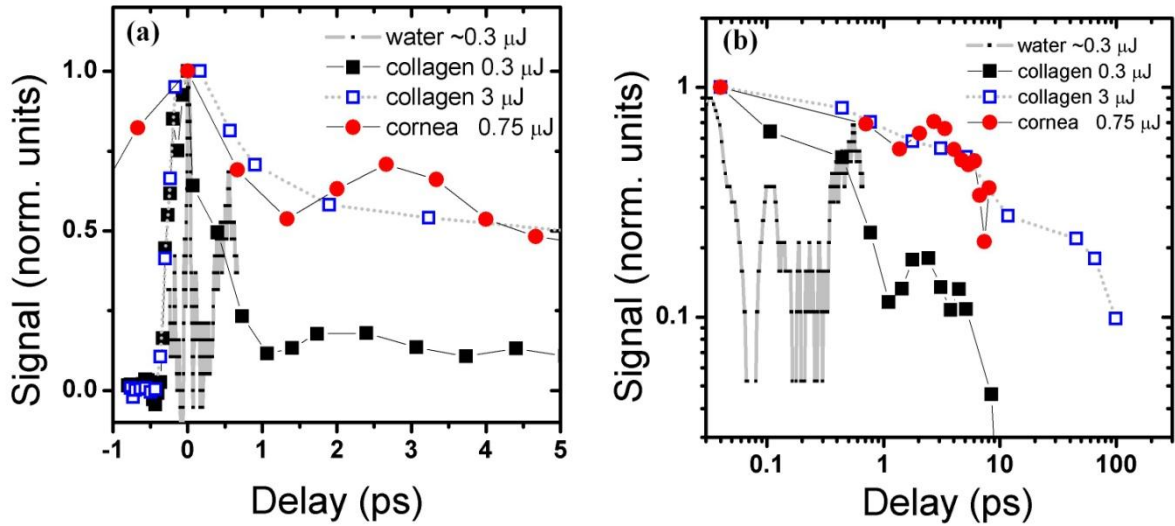 (a)
water ~0.3 µJ
collagen 0.3 µJ
collagen 3 µJ
cornea 0.75 µJ
Signal (norm. units)
1.0
0.5
0.0
-1 0 1 2 3 4 5
Delay (ps)
(b)
water ~0.3 µJ
collagen 0.3 µJ
collagen 3 µJ
cornea 0.75 µJ
Signal (norm. units)
1
0.1
0.1 1 10 100
Delay (ps)